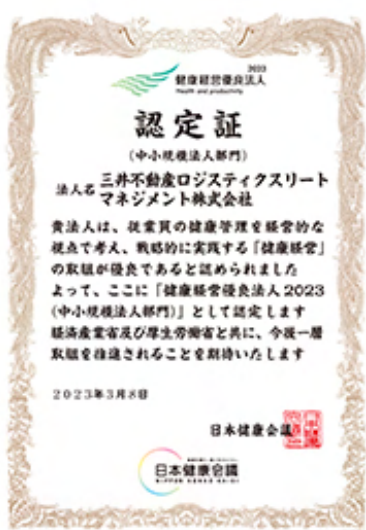 2023
健康経営優良法人
Health and productivity
認定証
(中小規模法人部門)
法人名 三井不動産ロジスティクスリート
マネジメント株式会社
貴法人は、従業員の健康管理を経営的な
視点で考え、戦略的に実践する「健康経営」
の取組が優良であると認められました
よって、ここに「健康経営優良法人2023
(中小規模法人部門)」として認定します
経済産業省及び厚生労働省と共に、今後一層
取組を推進されることを期待いたします
2023年3月8日
日本健康会議
日本健康会議
NIPPON KENKO KAIGI